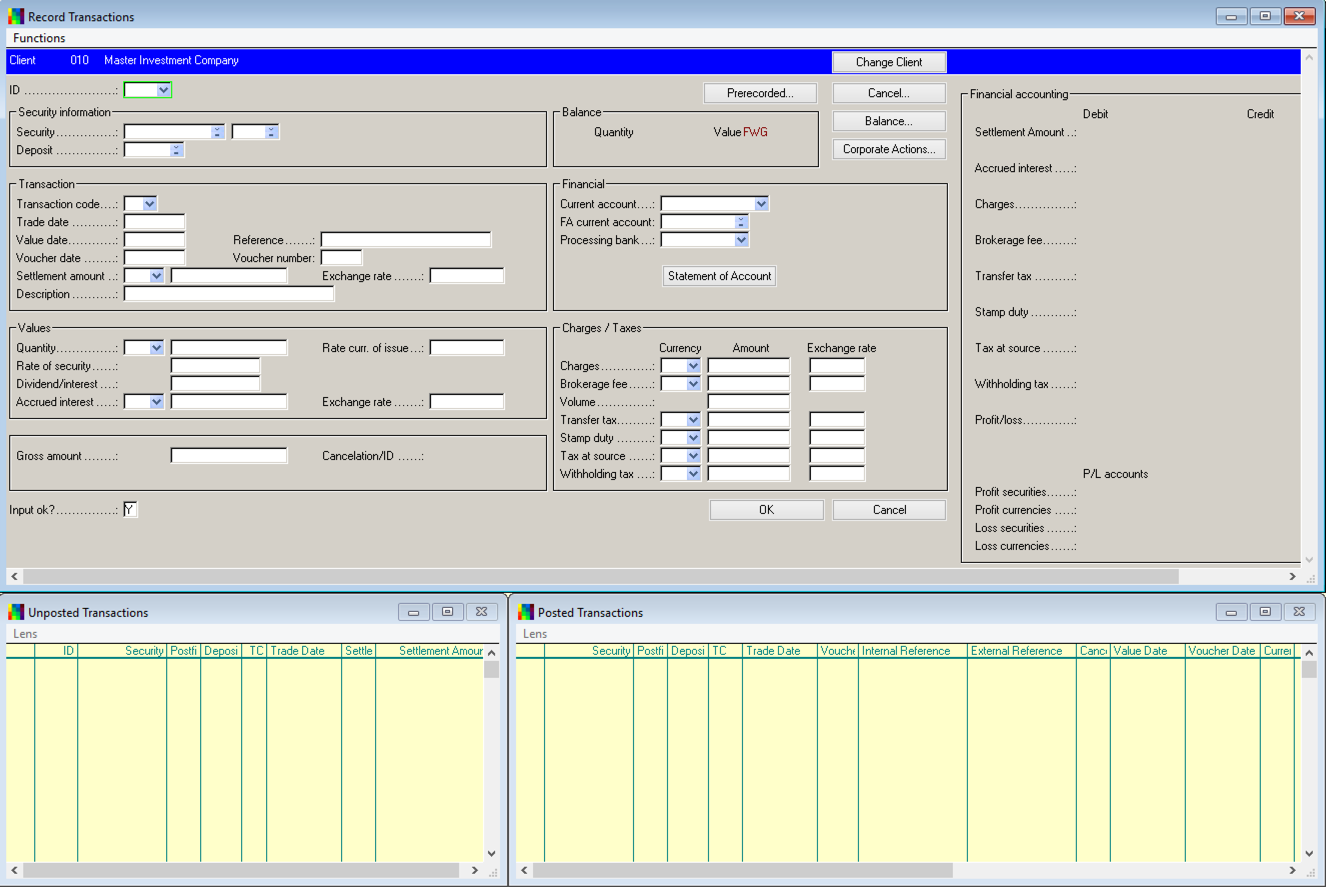 Record Transactions
Functions
Client 010 Master Investment Company Change Client
ID ......................: Prerecorded... Cancel...
Security information Balance Balance... Financial accounting
Debit Credit
Security ...............: Quantity Value FWG Settlement Amount ..:
Deposit ...............: Corporate Actions...
Accrued interest .....:
Transaction Financial
Transaction code....: Current account....: Charges...............:
Trade date ............: FA current account:
Value date............: Reference .......: Processing bank ...: Brokerage fee........:
Voucher date .........: Voucher number:
Settlement amount ..: Exchange rate .......: Statement of Account Transfer tax ..........:
Description ...........:
Stamp duty ...........:
Values Charges / Taxes
Quantity...............: Rate curr. of issue ...: Currency Amount Exchange rate Tax at source ........:
Rate of security ......: Charges .............:
Dividend/interest ....: Brokerage fee ......: Withholding tax ......:
Accrued interest .....: Exchange rate .......: Volume ..............:
Transfer tax..........: Profit/loss.............:
Stamp duty .........:
Gross amount ........: Cancelation/ID ......: Tax at source ......:
Withholding tax ....: P/L accounts
Profit securities.......:
Input ok?..............: Y OK Cancel Profit currencies .....:
Loss securities .......:
Loss currencies......:
Unposted Transactions
Lens
ID Security Postfi Deposi TC Trade Date Settle Settlement Amour
Posted Transactions
Lens
Security Postfi Deposi TC Trade Date Vouche Internal Reference External Reference Cance Value Date Voucher Date Currer